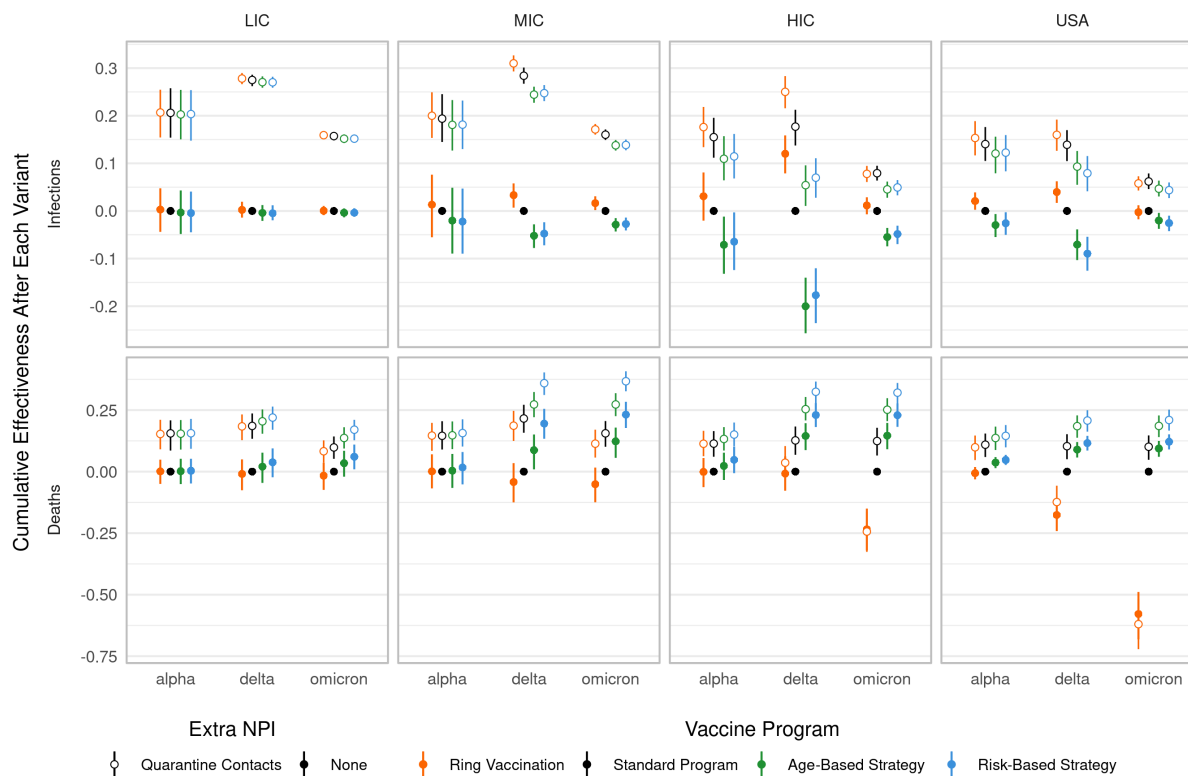 LIC MIC HIC USA
Cumulative Effectiveness After Each Variant
Infections
0.3
0.2
0.1
0.0
-0.1
-0.2
Deaths
0.25
0.00
-0.25
-0.50
-0.75
alpha delta omicron alpha delta omicron alpha delta omicron alpha delta omicron
Extra NPI Vaccine Program
Quarantine Contacts None Ring Vaccination Standard Program Age-Based Strategy Risk-Based Strategy